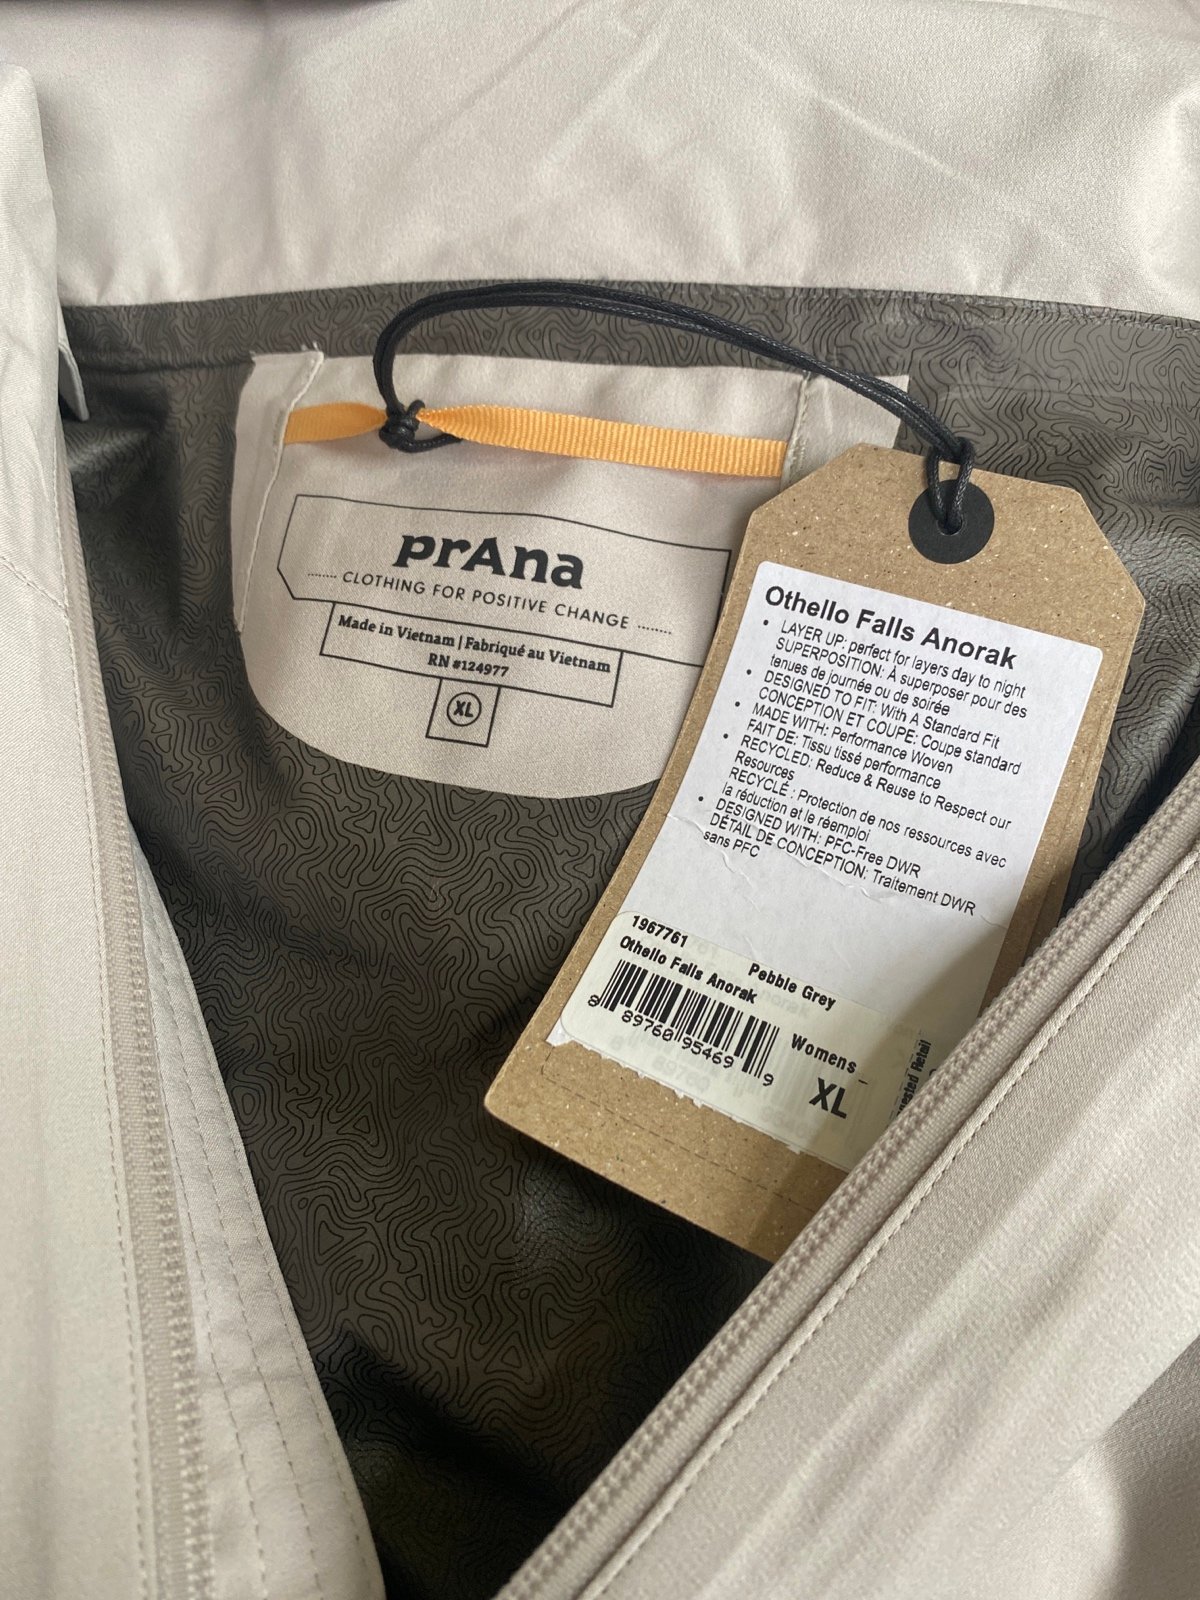 prAna
CLOTHING FOR POSITIVE CHANGE
Made in Vietnam | Fabriqué au Vietnam
RN #124977
XL
Othello Falls Anorak
• LAYER UP: perfect for layers day to night
SUPERPOSITION: À superposer pour des
tenues de journée ou de soirée
• DESIGNED TO FIT: With A Standard Fit
CONCEPTION ET COUPE: Coupe standard
• MADE WITH: Performance Woven
FAIT DE: Tissu tissé performance
• RECYCLED: Reduce & Reuse to Respect our
Resources
RECYCLÉ : Protection de nos ressources avec
la réduction et le réemploi
• DESIGNED WITH: PFC-Free DWR
DÉTAIL DE CONCEPTION: Traitement DWR
sans PFC
1967761
Pebble Grey
Othello Falls Anorak
8 89760 95469 9
Womens
XL
Retail